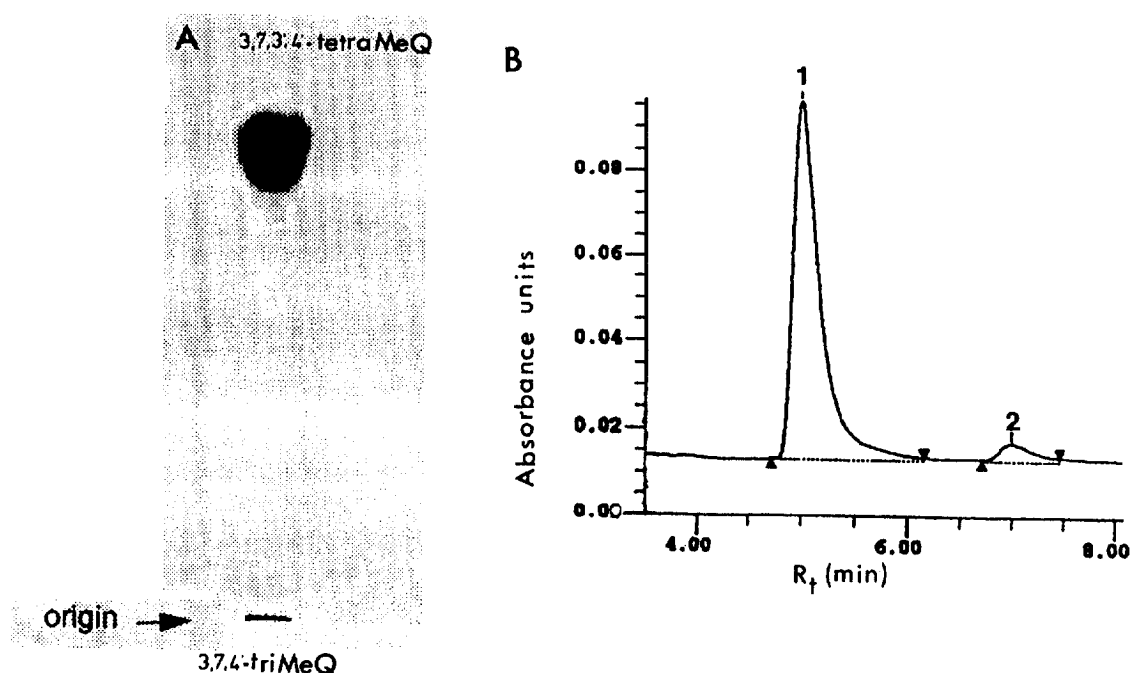 A
3,7,3',4'-tetraMeQ
origin
3,7,4'-triMeQ
B
1
2
Absorbance units
0.08
0.06
0.04
0.02
0.00
4.00
6.00
8.00
Rt (min)